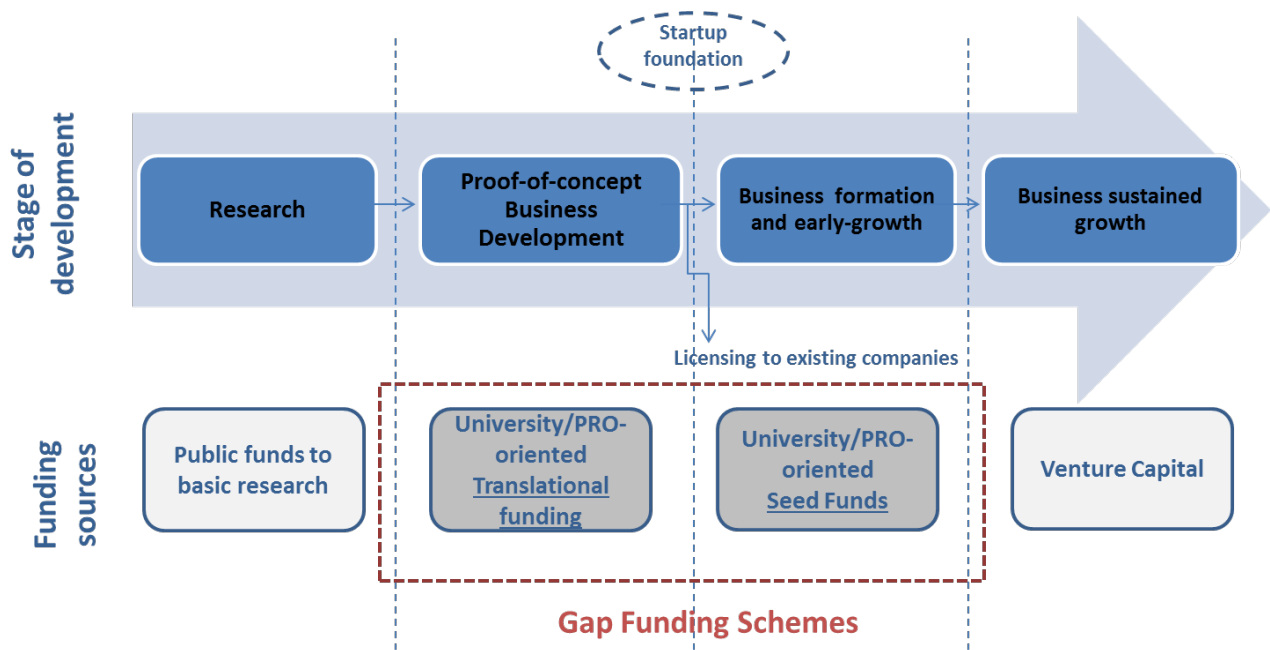 Startup
foundation
Stage of
development
Research
Proof-of-concept
Business
Development
Business formation
and early-growth
Business sustained
growth
Licensing to existing companies
Funding
sources
Public funds to
basic research
University/PRO-
oriented
Translational
funding
University/PRO-
oriented
Seed Funds
Venture Capital
Gap Funding Schemes